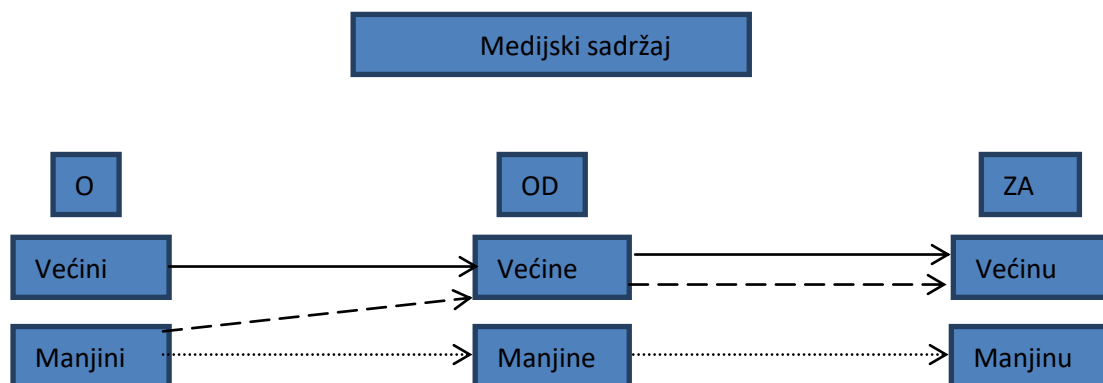 Medijski sadržaj
O
OD
ZA
Većini
Većine
Većinu
Manjini
Manjine
Manjinu